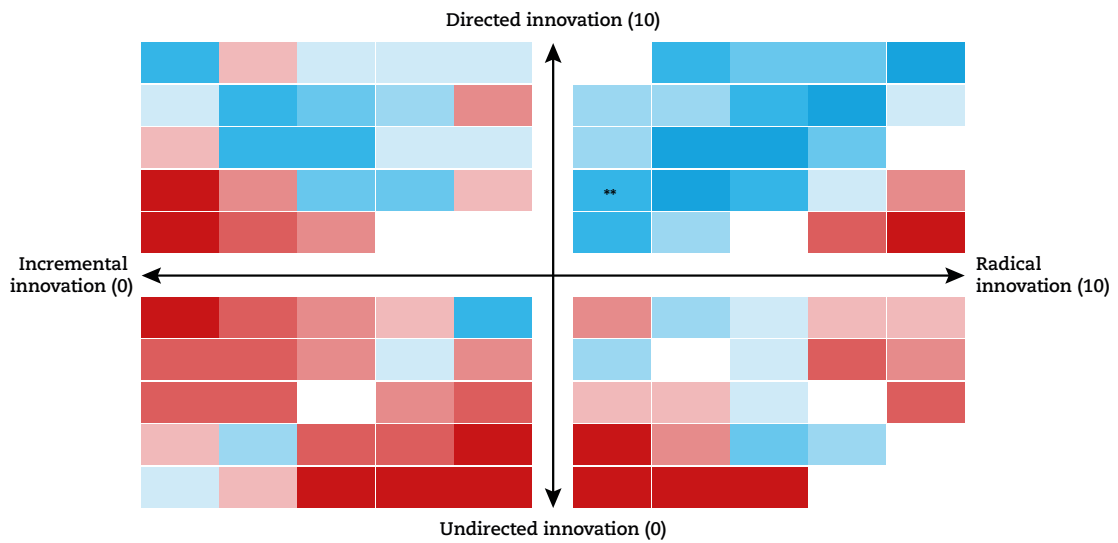 Directed innovation (10)
**
Incremental
innovation (0)
Radical
innovation (10)
Undirected innovation (0)